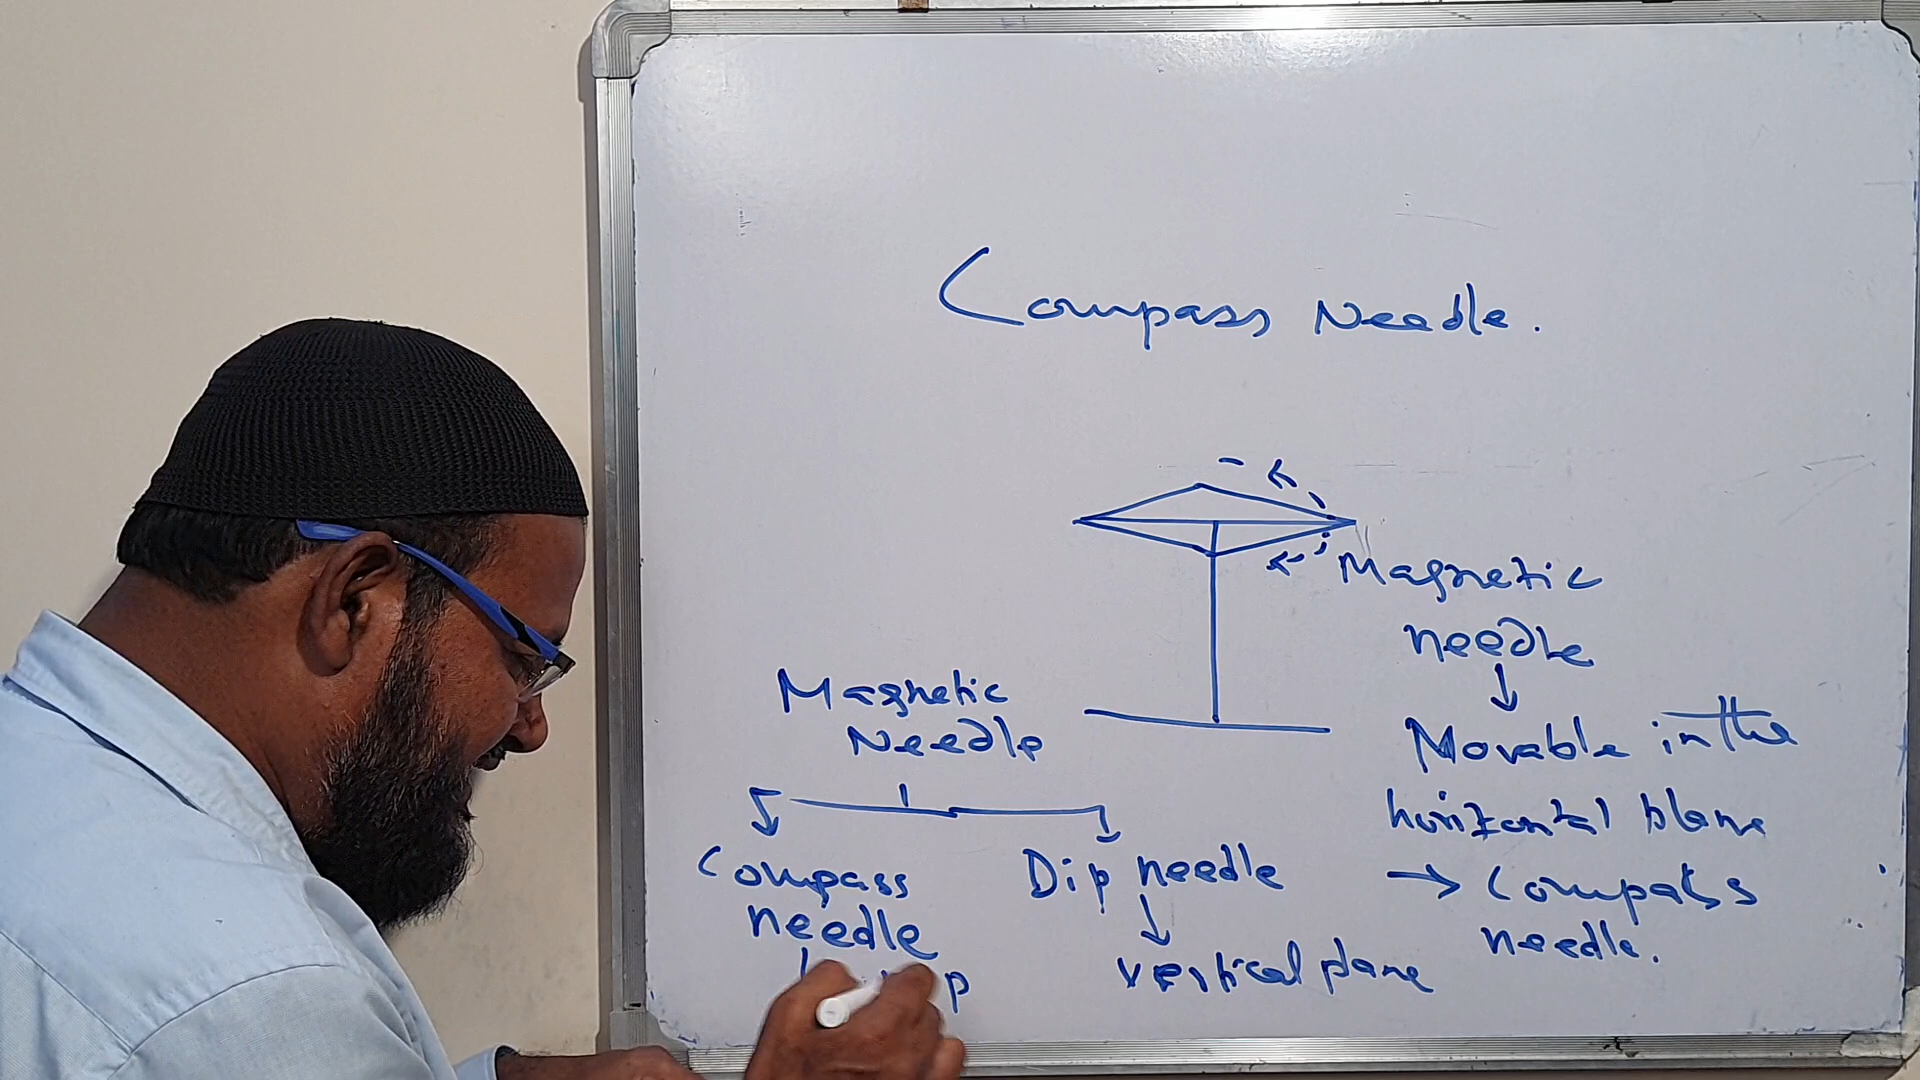 Compass Needle.
Magnetic
needle
↓
Movable in the
horizontal plane
→ Compass
needle.
Magnetic
Needle
Compass
needle
Dip needle
↓
vertical plane